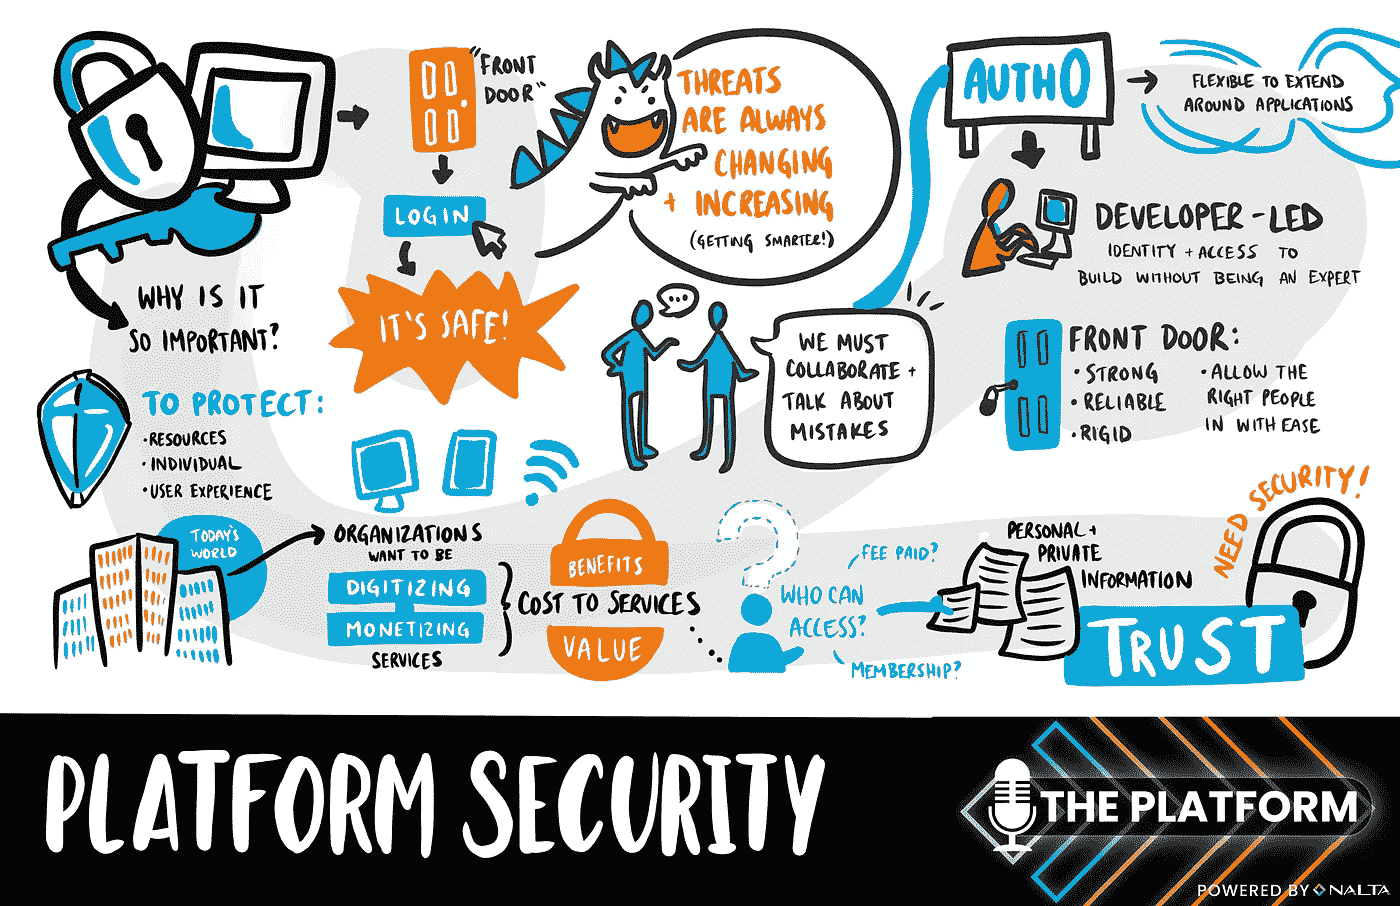 "FRONT
DOOR"
LOGIN
IT'S SAFE!
WHY IS IT
SO IMPORTANT?
TO PROTECT:
• RESOURCES
• INDIVIDUAL
• USER EXPERIENCE
THREATS
ARE ALWAYS
CHANGING
+ INCREASING
(GETTING SMARTER!)
WE MUST
COLLABORATE +
TALK ABOUT
MISTAKES
AUTH0
FLEXIBLE TO EXTEND
AROUND APPLICATIONS
DEVELOPER-LED
IDENTITY + ACCESS TO
BUILD WITHOUT BEING AN EXPERT
FRONT DOOR:
• STRONG
• RELIABLE
• RIGID
• ALLOW THE
RIGHT PEOPLE
IN WITH EASE
TODAY'S
WORLD
ORGANIZATIONS
WANT TO BE
DIGITIZING
MONETIZING
SERVICES
BENEFITS
COST TO SERVICES
VALUE
WHO CAN
ACCESS?
FEE PAID?
MEMBERSHIP?
PERSONAL +
PRIVATE
INFORMATION
NEED SECURITY!
TRUST
PLATFORM SECURITY
THE PLATFORM
POWERED BY NALTA